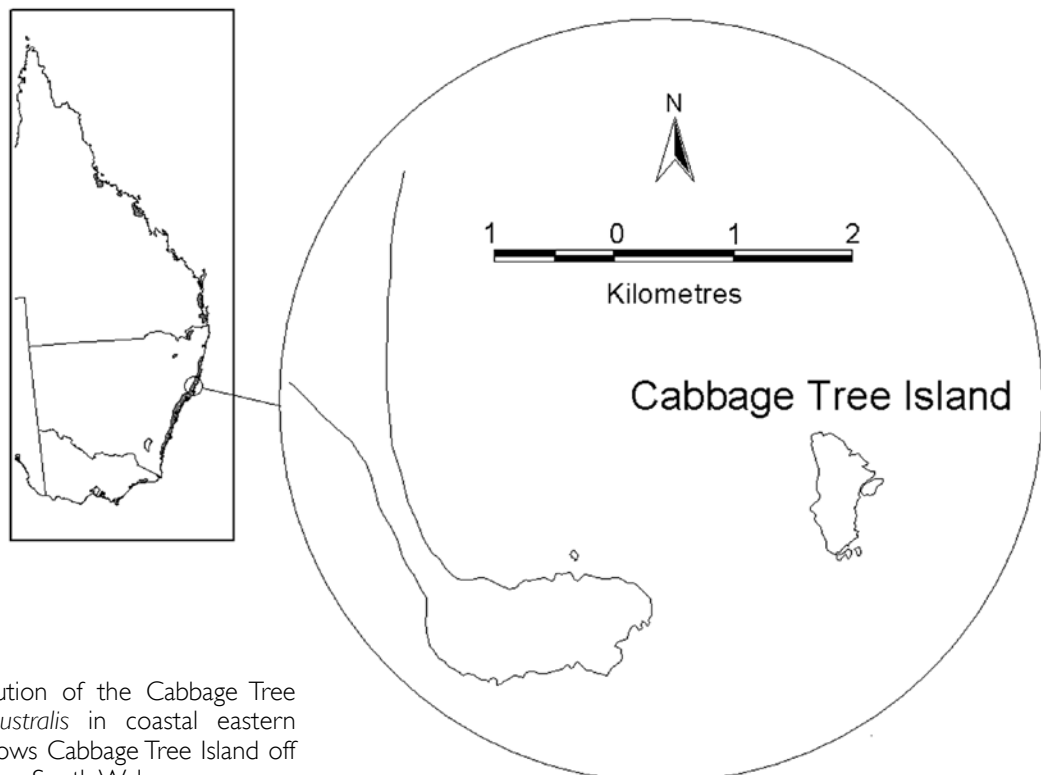 N
1 0 1 2
Kilometres
Cabbage Tree Island
ution of the Cabbage Tree
ustralis in coastal eastern
ows Cabbage Tree Island off